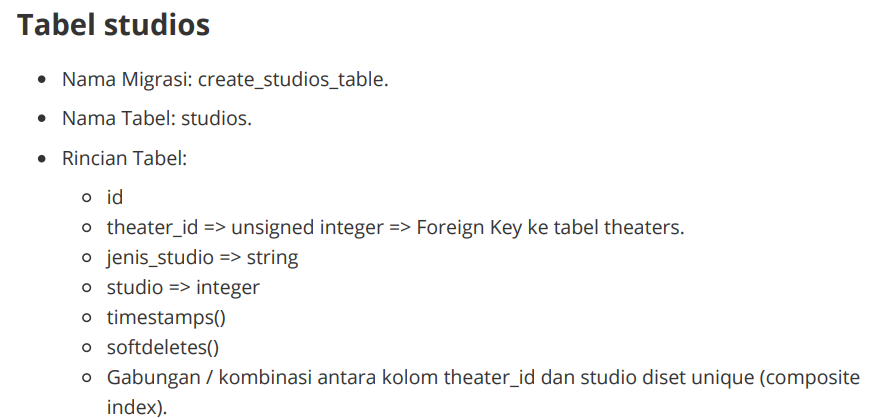 Tabel studios
• Nama Migrasi: create_studios_table.
• Nama Tabel: studios.
• Rincian Tabel:
○ id
○ theater_id => unsigned integer => Foreign Key ke tabel theaters.
○ jenis_studio => string
○ studio => integer
○ timestamps()
○ softdeletes()
○ Gabungan / kombinasi antara kolom theater_id dan studio diset unique (composite
index).